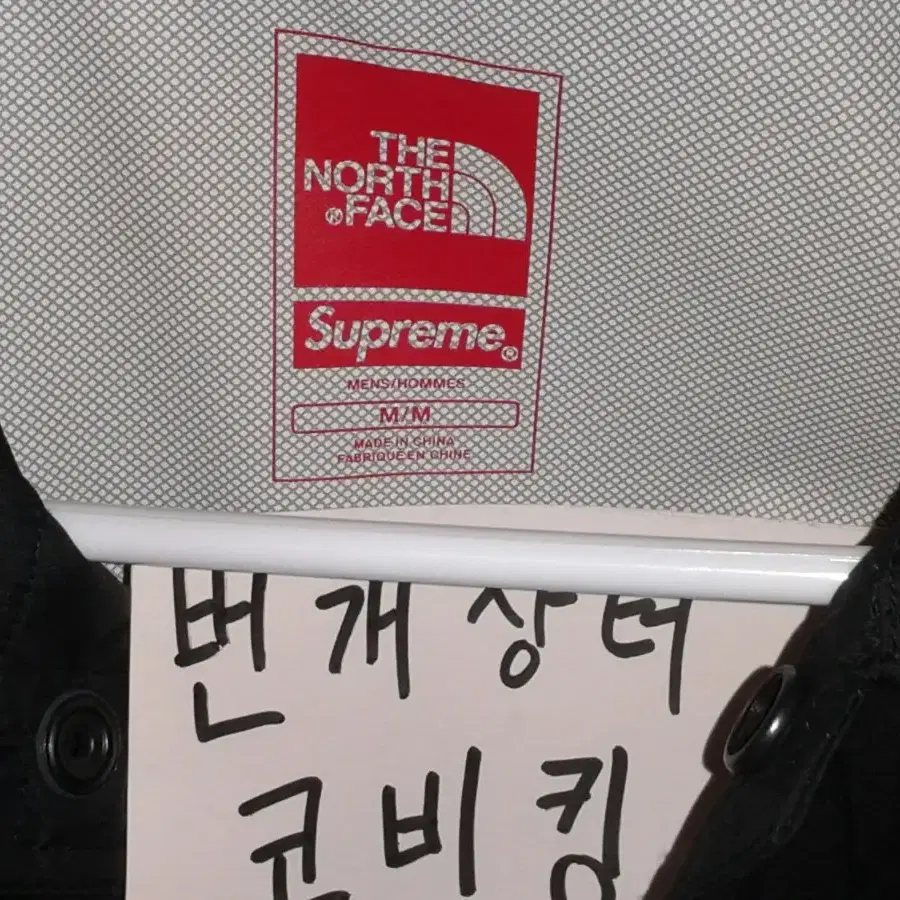 THE
NORTH
®FACE
Supreme®
MENS/HOMMES
M/M
MADE IN CHINA
FABRIQUE EN CHINE
번개장터
코비킹